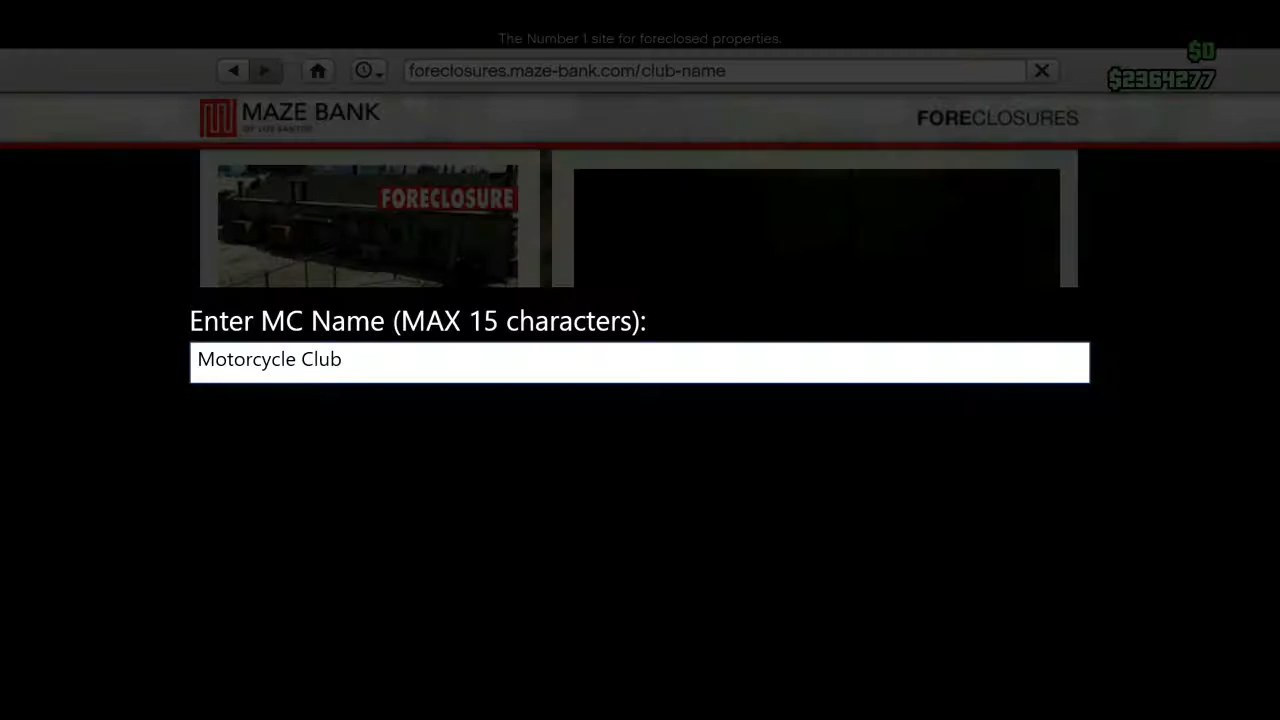 The Number 1 site for foreclosed properties.
$0
foreclosures.maze-bank.com/club-name
$2364277
MAZE BANK
OF LOS SANTOS
FORECLOSURES
FORECLOSURE
Enter MC Name (MAX 15 characters):
Motorcycle Club